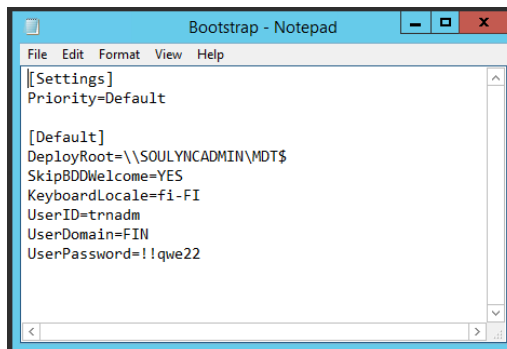 Bootstrap - Notepad
File Edit Format View Help
[Settings]
Priority=Default
[Default]
DeployRoot=\\SOULYNCADMIN\MDT$
SkipBDDWelcome=YES
KeyboardLocale=fi-FI
UserID=trnadm
UserDomain=FIN
UserPassword=!!qwe22